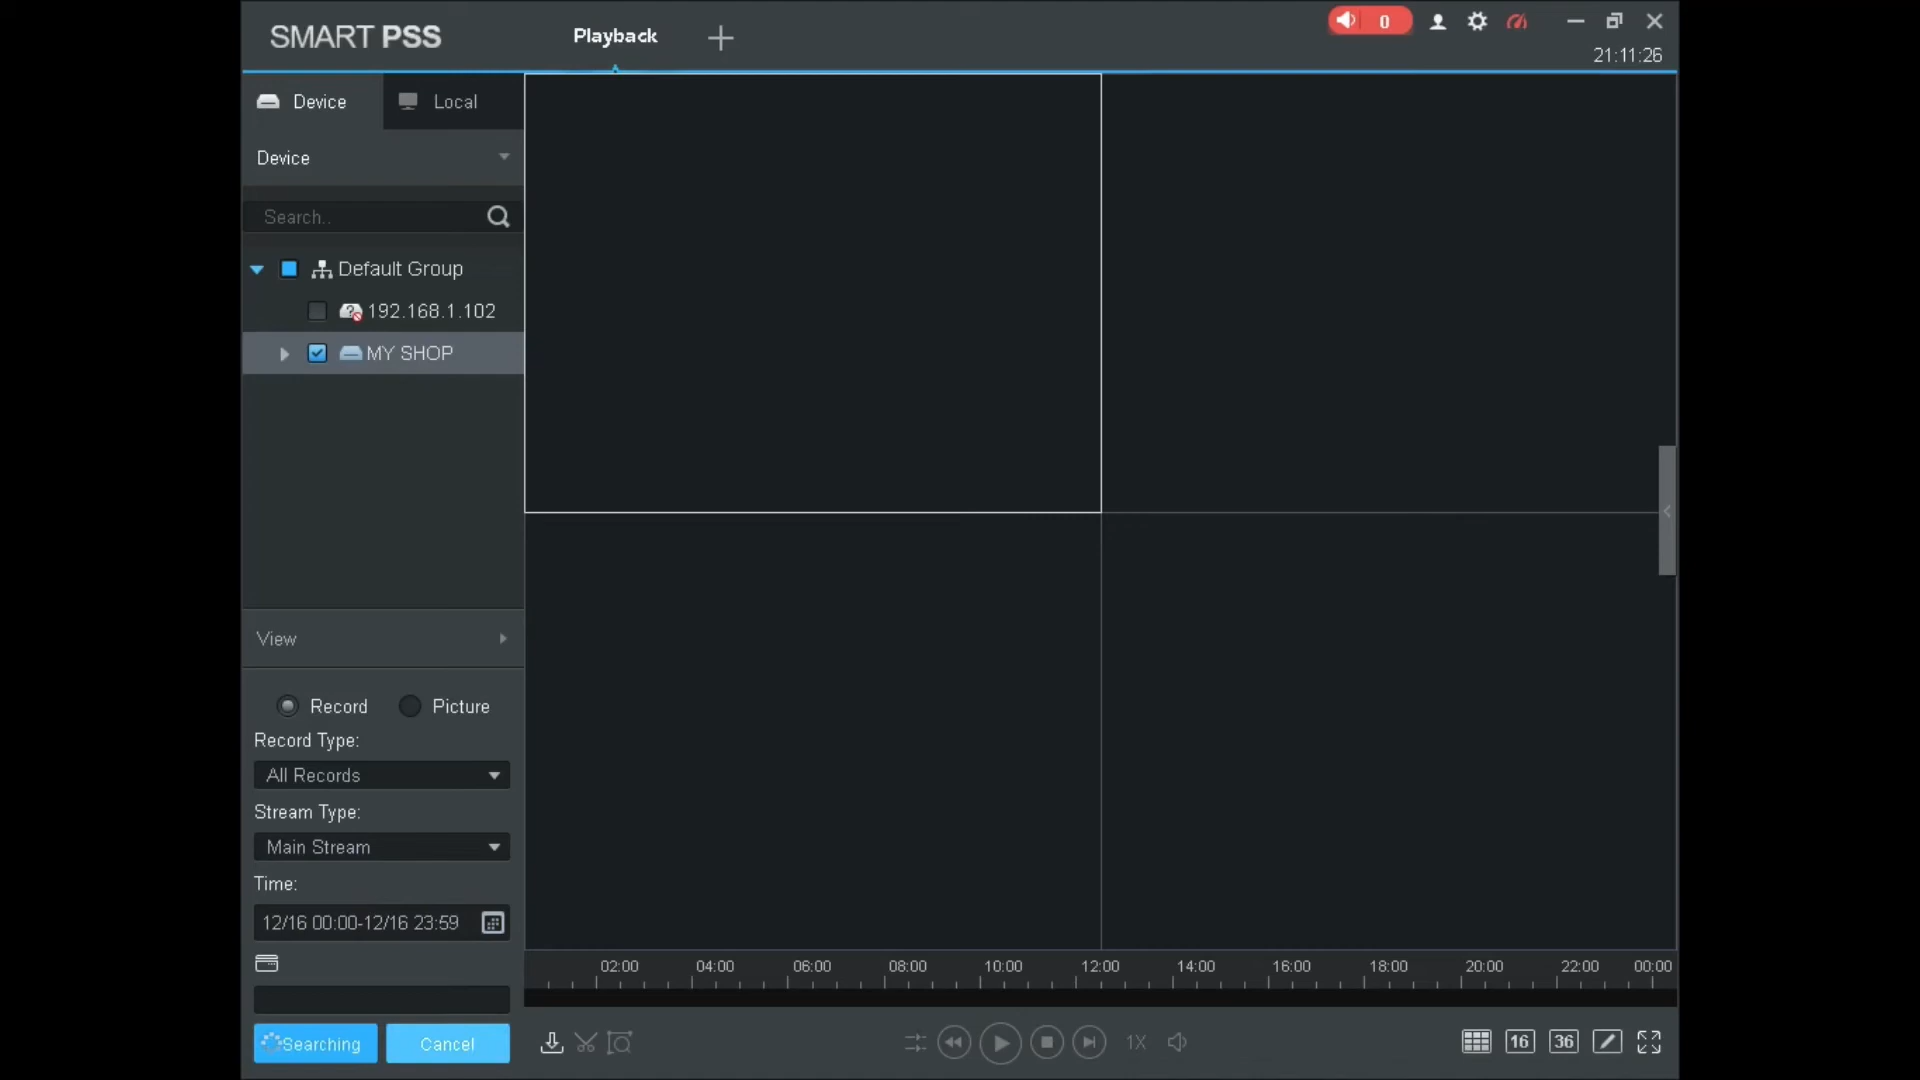 SMART PSS
Playback
0
21:11:26
Device
Local
Device
Search..
Default Group
192.168.1.102
MY SHOP
View
Record
Picture
Record Type:
All Records
Stream Type:
Main Stream
Time:
12/16 00:00-12/16 23:59
02:00 04:00 06:00 08:00 10:00 12:00 14:00 16:00 18:00 20:00 22:00 00:00
Searching
Cancel
1X
16
36